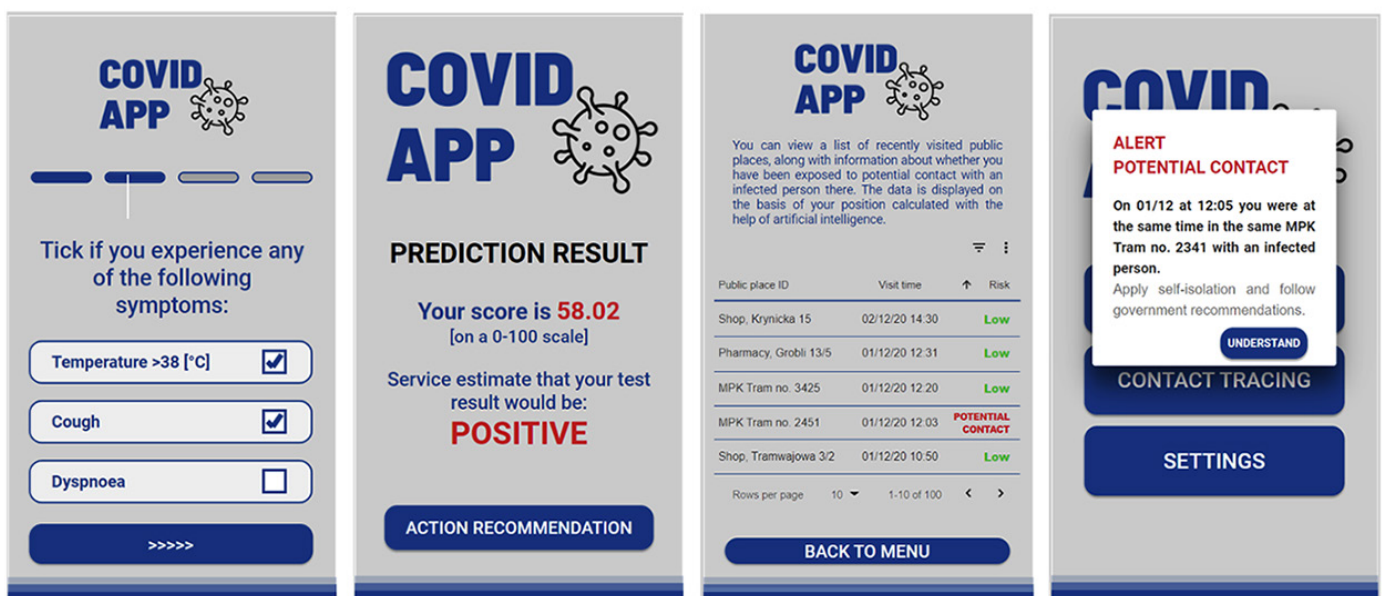 COVID
APP
Tick if you experience any
of the following
symptoms:
Temperature >38 [°C]
Cough
Dyspnoea
>>>>>
COVID
APP
PREDICTION RESULT
Your score is 58.02
[on a 0-100 scale]
Service estimate that your test
result would be:
POSITIVE
ACTION RECOMMENDATION
COVID
APP
You can view a list of recently visited public
places, along with information about whether you
have been exposed to potential contact with an
infected person there. The data is displayed on
the basis of your position calculated with the
help of artificial intelligence.
Public place ID Visit time ↑ Risk
Shop, Krynicka 15 02/12/20 14:30 Low
Pharmacy, Grobli 13/5 01/12/20 12:31 Low
MPK Tram no. 3425 01/12/20 12:20 Low
MPK Tram no. 2451 01/12/20 12:03 POTENTIAL
CONTACT
Shop, Tramwajowa 3/2 01/12/20 10:50 Low
Rows per page 10 1-10 of 100 < >
BACK TO MENU
COVID
ALERT
POTENTIAL CONTACT
On 01/12 at 12:05 you were at
the same time in the same MPK
Tram no. 2341 with an infected
person.
Apply self-isolation and follow
government recommendations.
UNDERSTAND
CONTACT TRACING
SETTINGS